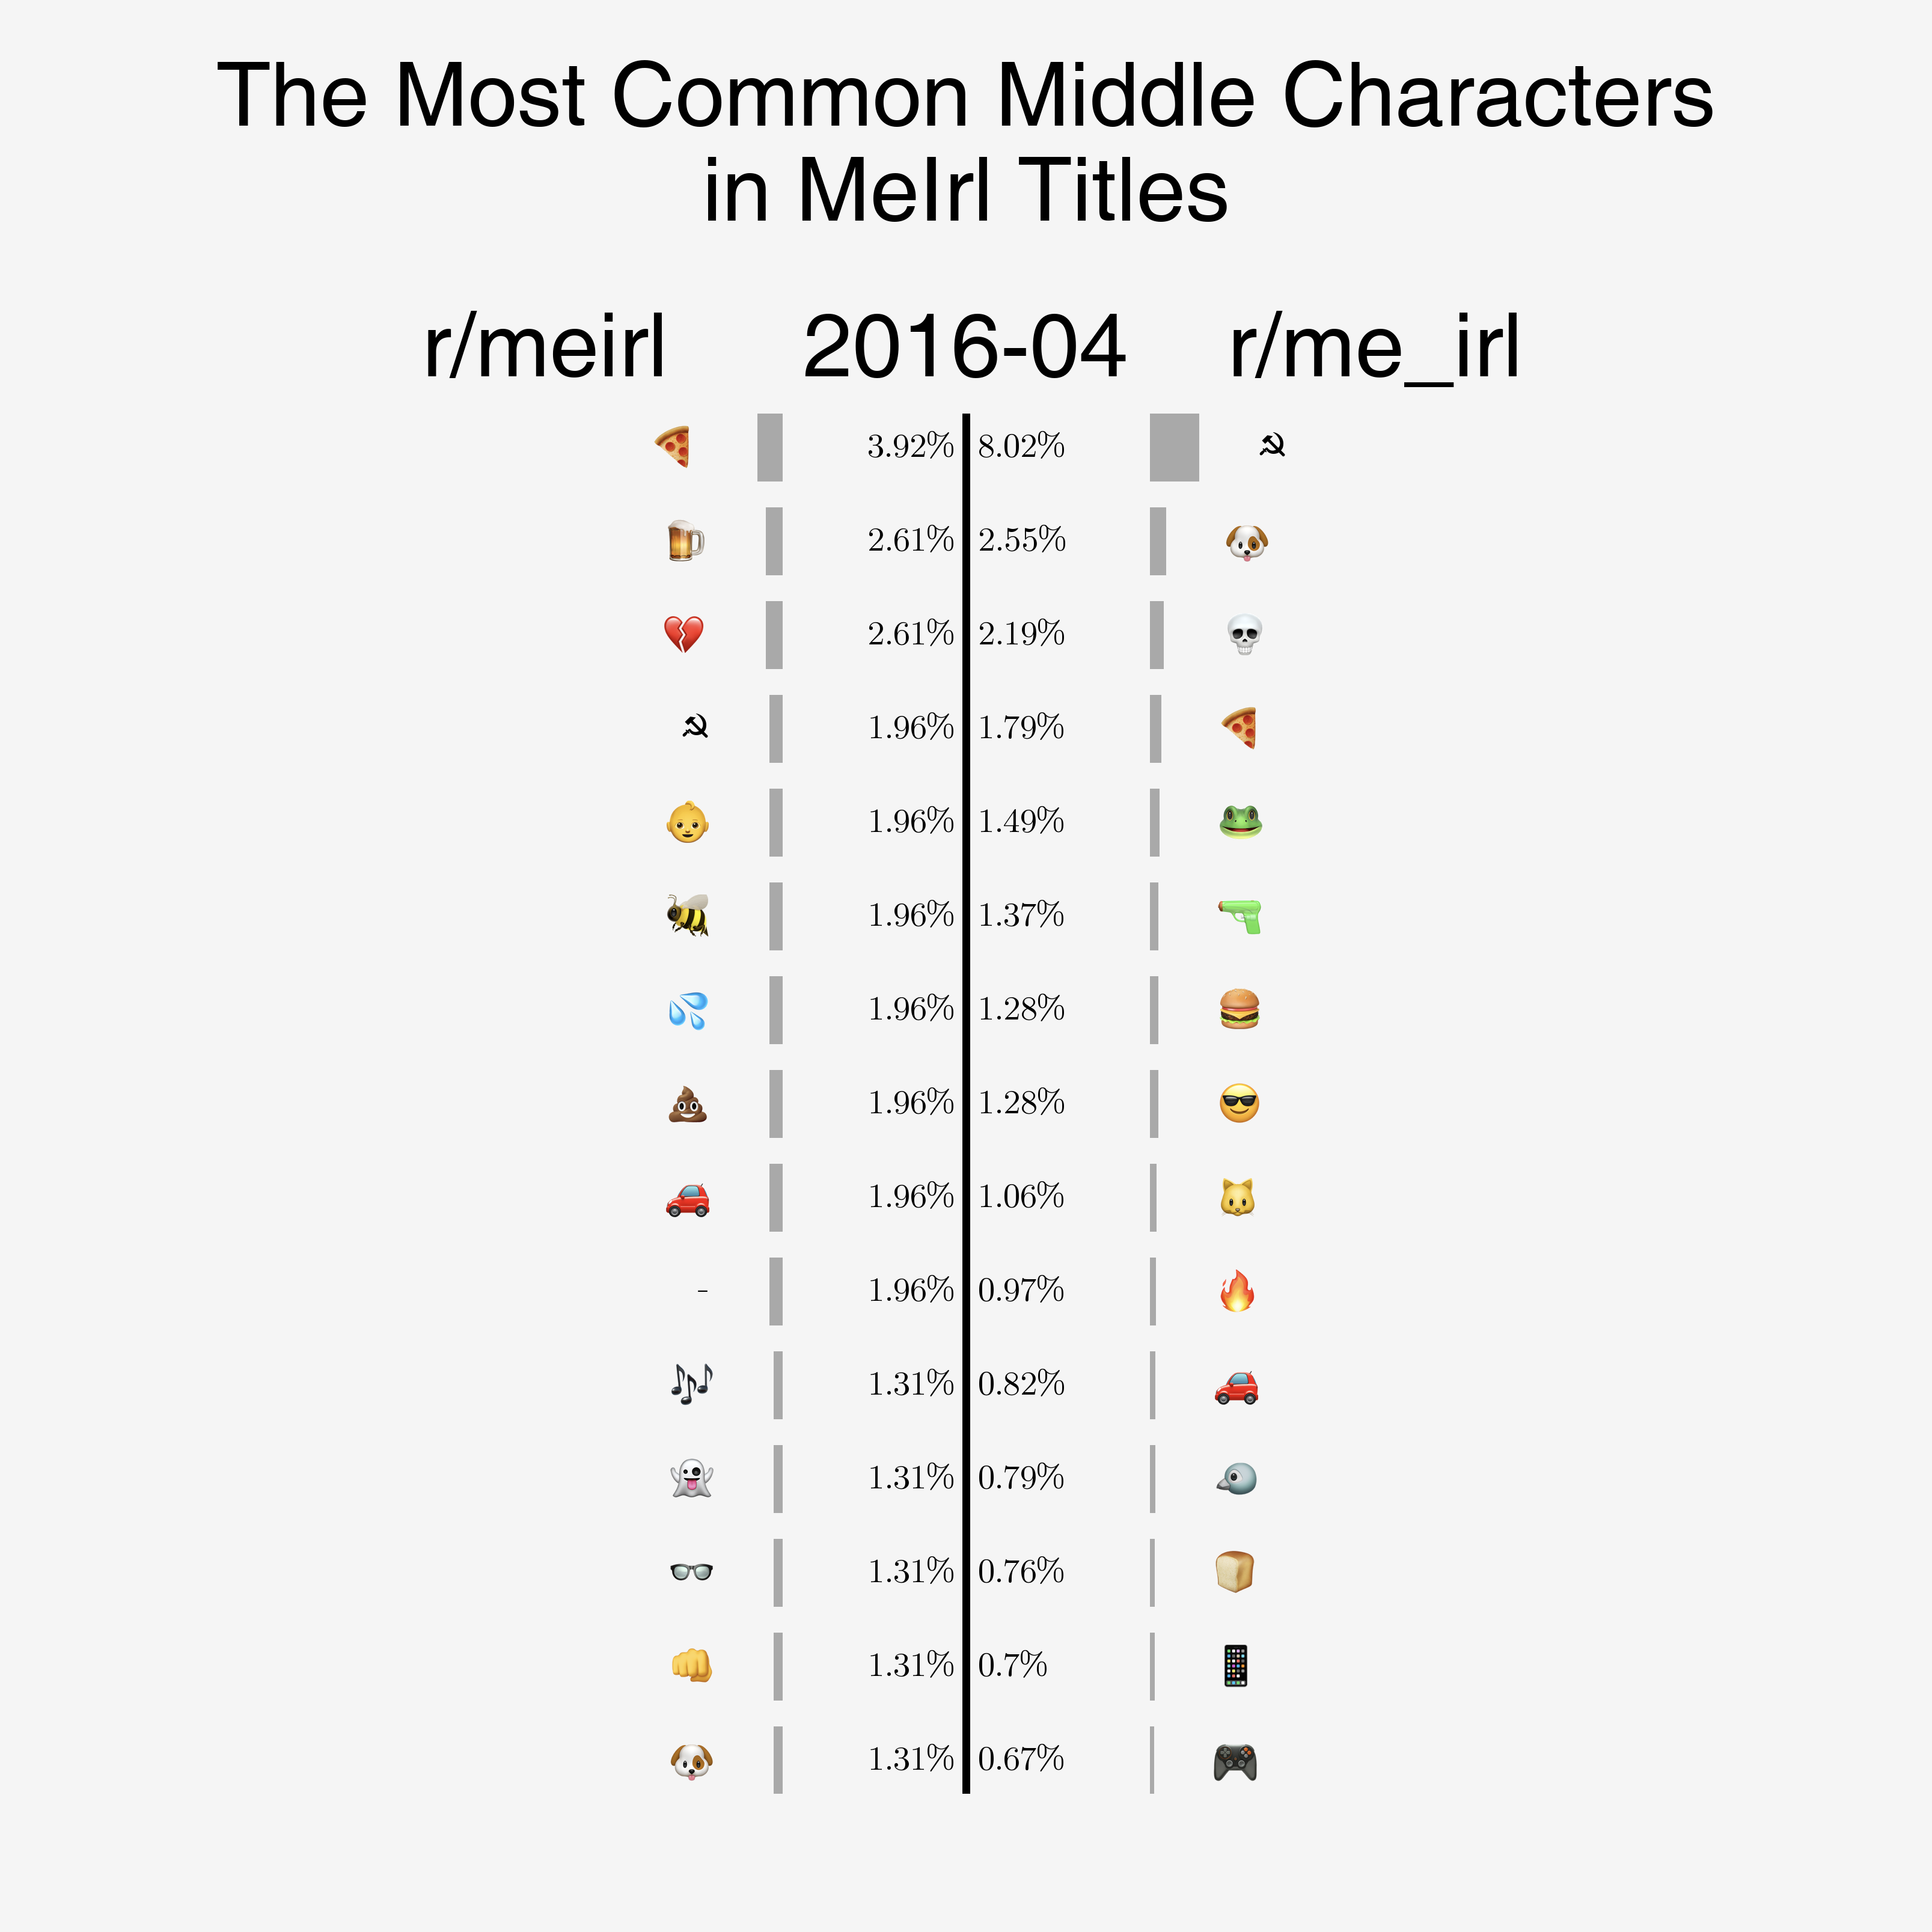 The Most Common Middle Characters
in MeIrl Titles
r/meirl 2016-04 r/me_irl
🍕 3.92% 8.02% ☭
🍺 2.61% 2.55% 🐶
💔 2.61% 2.19% 💀
☭ 1.96% 1.79% 🍕
👶 1.96% 1.49% 🐸
🐝 1.96% 1.37% 🔫
💦 1.96% 1.28% 🍔
💩 1.96% 1.28% 😎
🚗 1.96% 1.06% 🐱
- 1.96% 0.97% 🔥
🎶 1.31% 0.82% 🚗
👻 1.31% 0.79% 🐦
👓 1.31% 0.76% 🍞
👊 1.31% 0.7% 📱
🐶 1.31% 0.67% 🎮